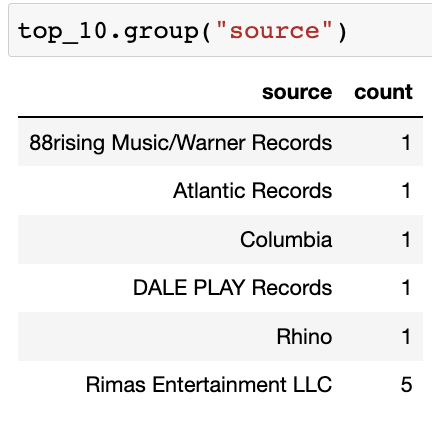 top_10.group("source")
source count
88rising Music/Warner Records 1
Atlantic Records 1
Columbia 1
DALE PLAY Records 1
Rhino 1
Rimas Entertainment LLC 5